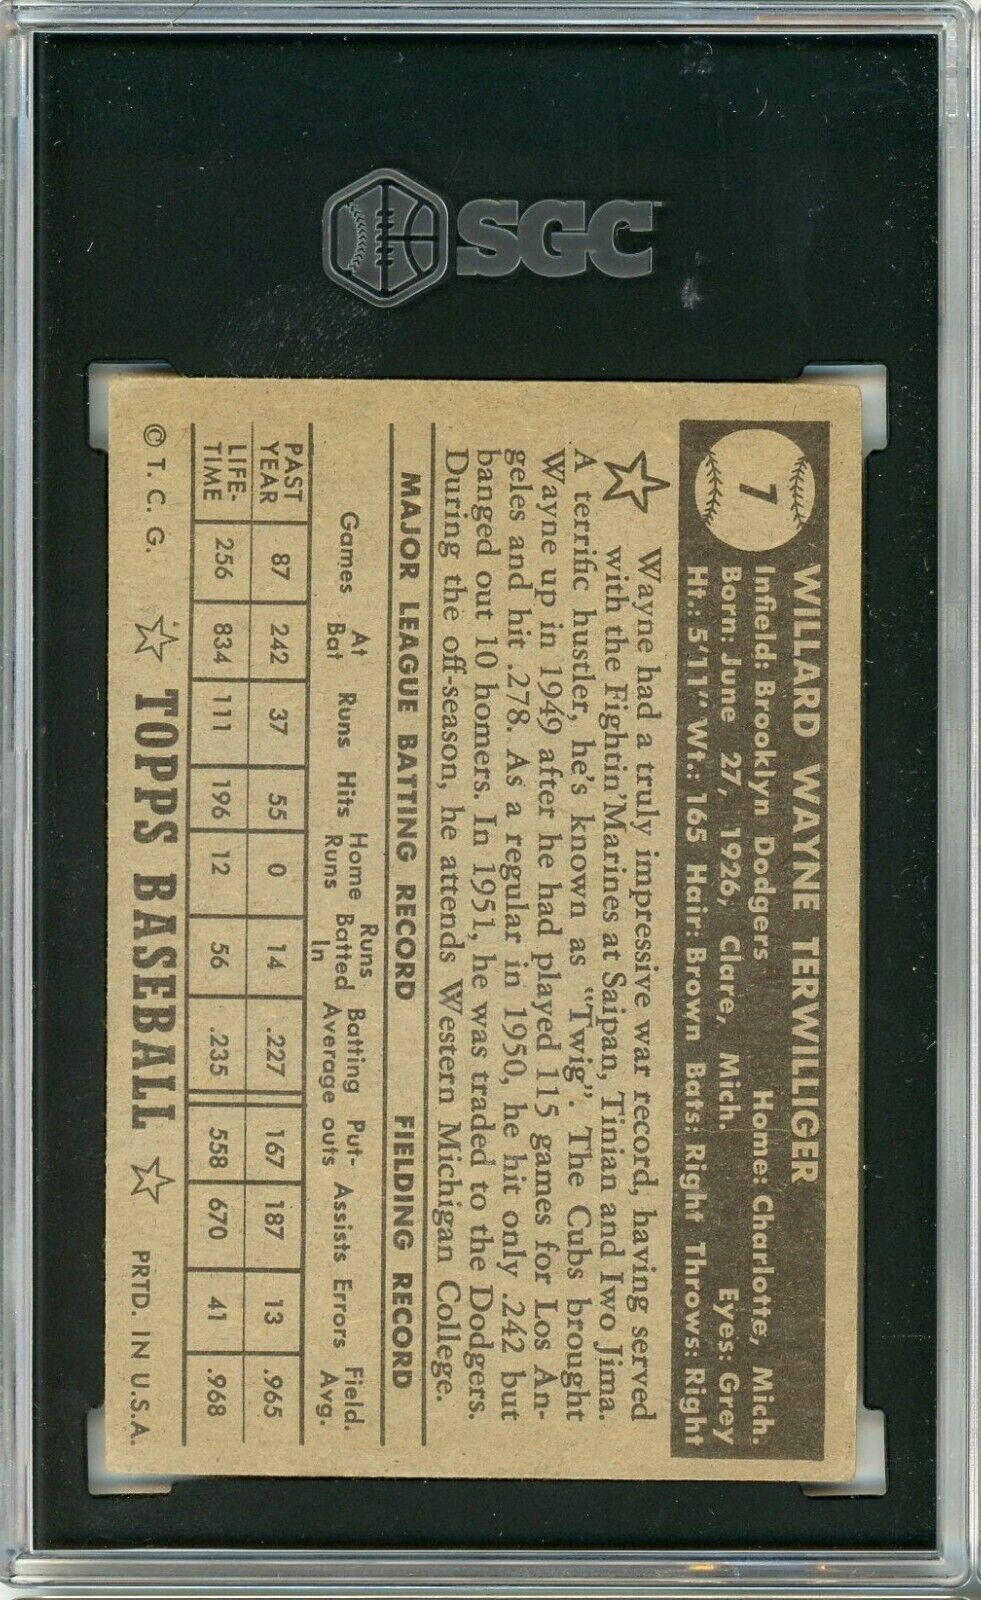 SGC
7
WILLARD WAYNE TERWILLIGER
Infield: Brooklyn Dodgers Home: Charlotte, Mich.
Born: June 27, 1926, Clare, Mich. Eyes: Grey
Ht.: 5'11" Wt.: 165 Hair: Brown Bats: Right Throws: Right
Wayne had a truly impressive war record, having served
with the Fightin' Marines at Saipan, Tinian and Iwo Jima.
A terrific hustler, he's known as "'Twig". The Cubs brought
Wayne up in 1949 after he had played 115 games for Los An-
geles and hit .278. As a regular in 1950, he hit only .242 but
banged out 10 homers. In 1951, he was traded to the Dodgers.
During the off-season, he attends Western Michigan College.
MAJOR LEAGUE BATTING RECORD FIELDING RECORD
Games At Bat Runs Hits Home Runs Runs Batted In Batting Average Put-outs Assists Errors Field. Avg.
PAST YEAR 87 242 37 55 0 14 .227 167 187 13 .965
LIFE-TIME 256 834 111 196 12 56 .235 558 670 41 .968
© T. C. G. TOPPS BASEBALL PRTD. IN U.S.A.